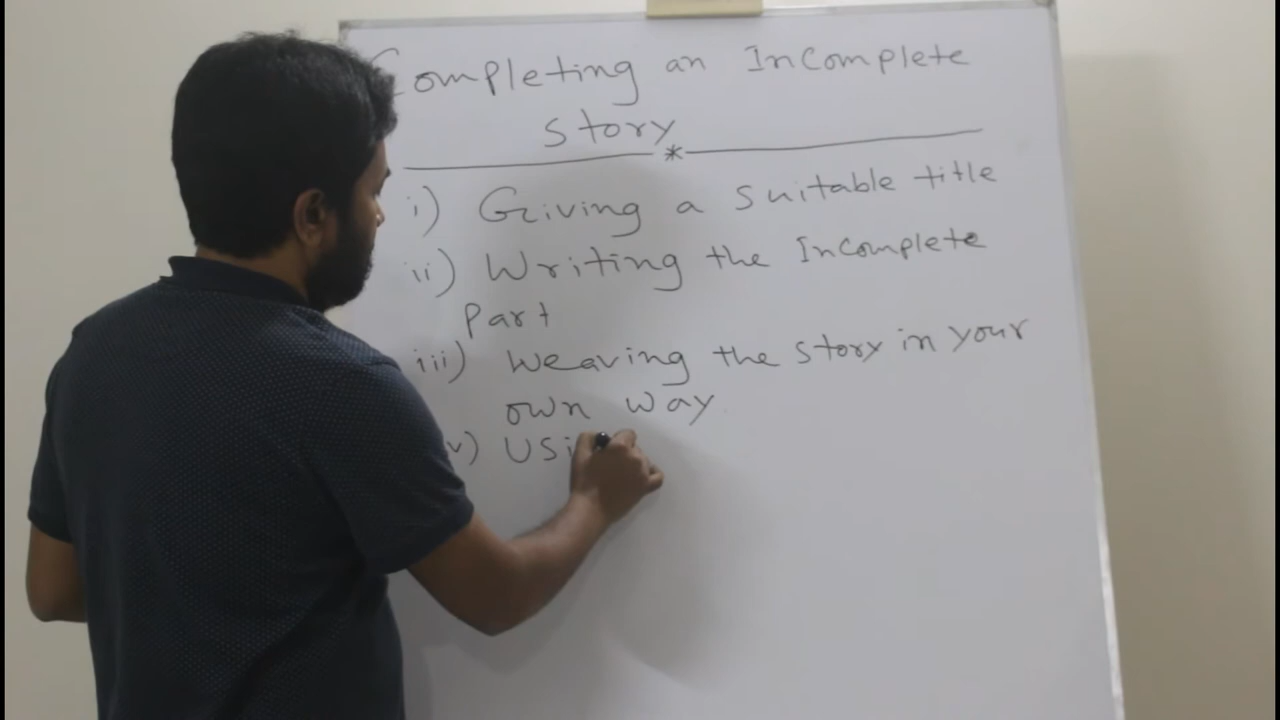 Completing an Incomplete
story
*
i) Giving a suitable title
ii) Writing the Incomplete
Part
iii) Weaving the story in your
own way
v) Usi